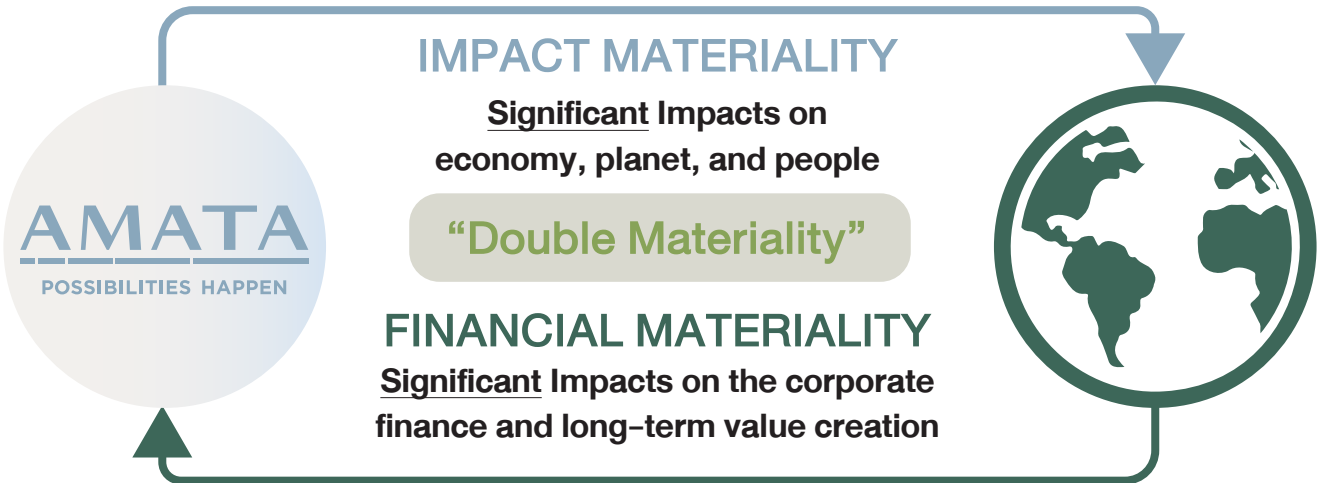 IMPACT MATERIALITY
Significant Impacts on
economy, planet, and people
AMATA
POSSIBILITIES HAPPEN
“Double Materiality”
FINANCIAL MATERIALITY
Significant Impacts on the corporate
finance and long-term value creation